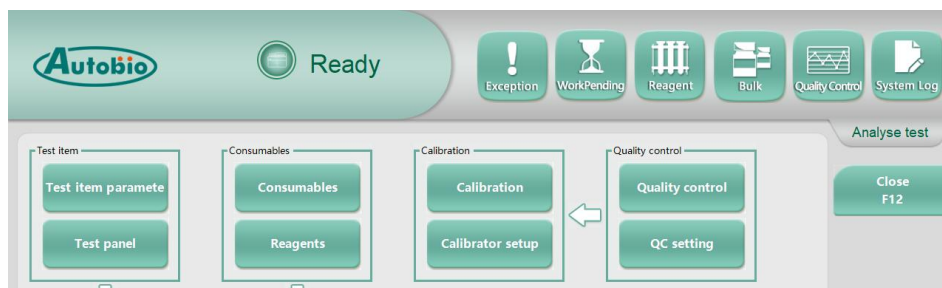 Autobio
Ready
Exception
WorkPending
Reagent
Bulk
Quality Control
System Log
Analyse test
Test item
Consumables
Calibration
Quality control
Test item paramete
Consumables
Calibration
Quality control
Close
F12
Test panel
Reagents
Calibrator setup
QC setting